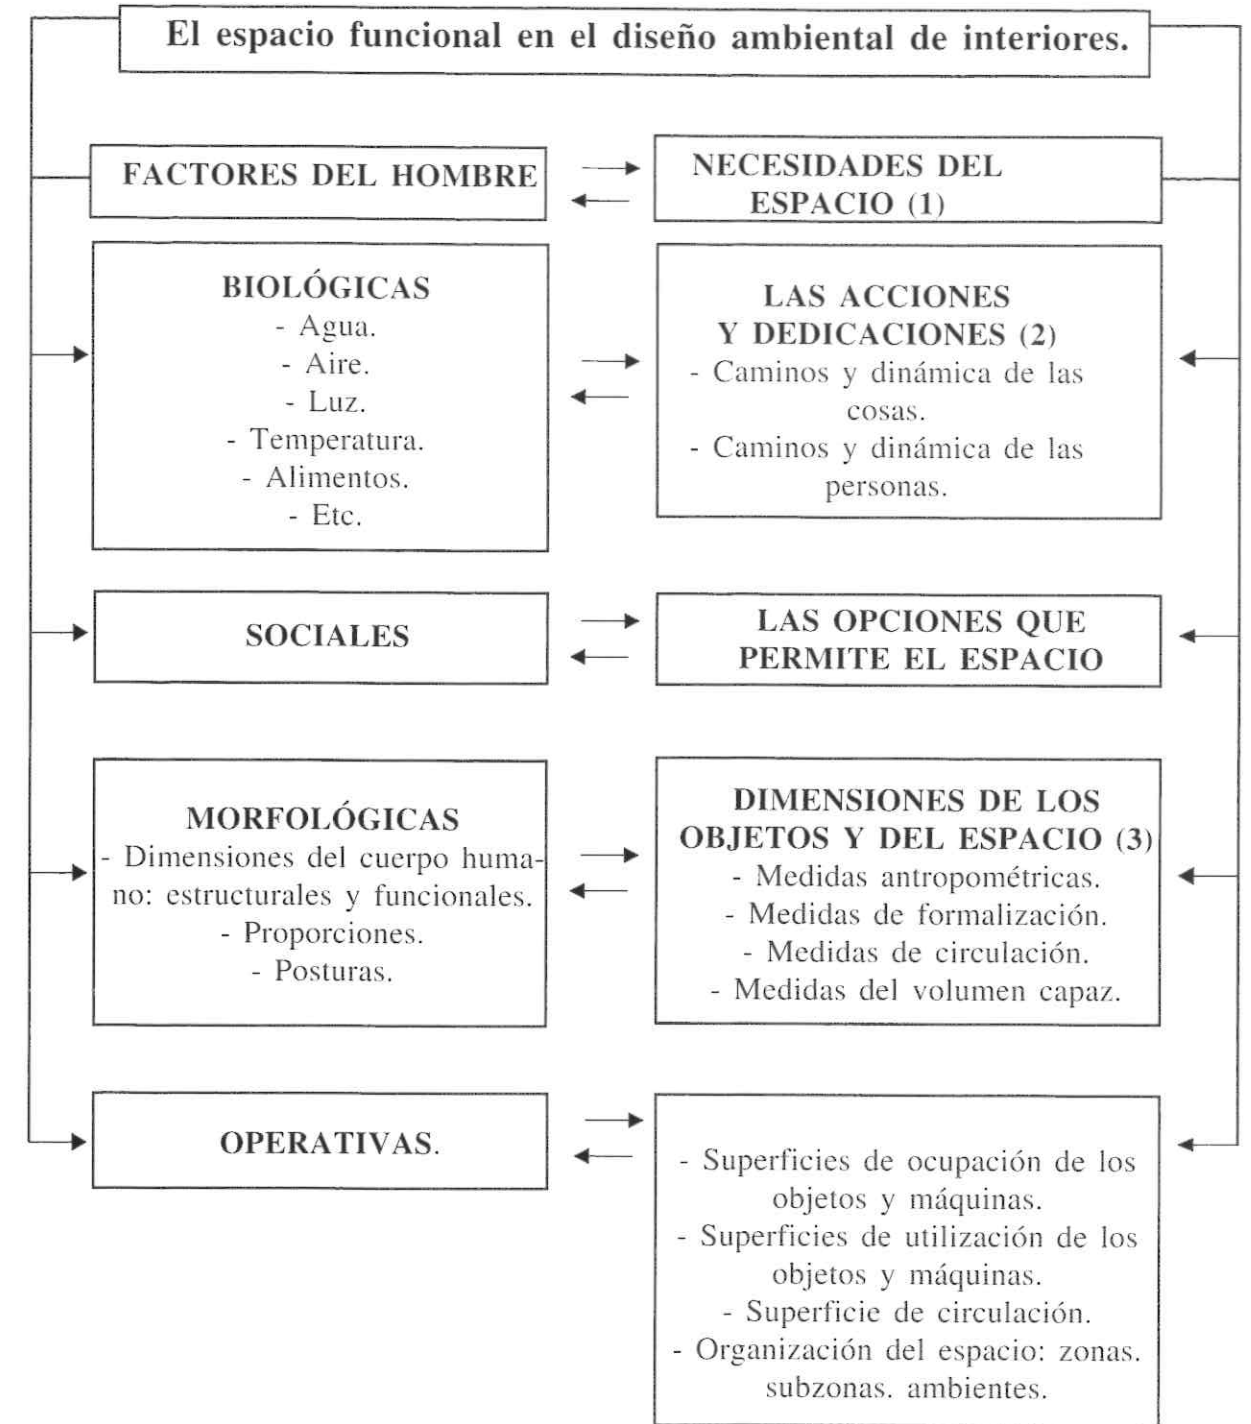 El espacio funcional en el diseño ambiental de interiores.
FACTORES DEL HOMBRE
NECESIDADES DEL
ESPACIO (1)
BIOLÓGICAS
- Agua.
- Aire.
- Luz.
- Temperatura.
- Alimentos.
- Etc.
LAS ACCIONES
Y DEDICACIONES (2)
- Caminos y dinámica de las
cosas.
- Caminos y dinámica de las
personas.
SOCIALES
LAS OPCIONES QUE
PERMITE EL ESPACIO
MORFOLÓGICAS
- Dimensiones del cuerpo huma-
no: estructurales y funcionales.
- Proporciones.
- Posturas.
DIMENSIONES DE LOS
OBJETOS Y DEL ESPACIO (3)
- Medidas antropométricas.
- Medidas de formalización.
- Medidas de circulación.
- Medidas del volumen capaz.
OPERATIVAS.
- Superficies de ocupación de los
objetos y máquinas.
- Superficies de utilización de los
objetos y máquinas.
- Superficie de circulación.
- Organización del espacio: zonas.
subzonas. ambientes.